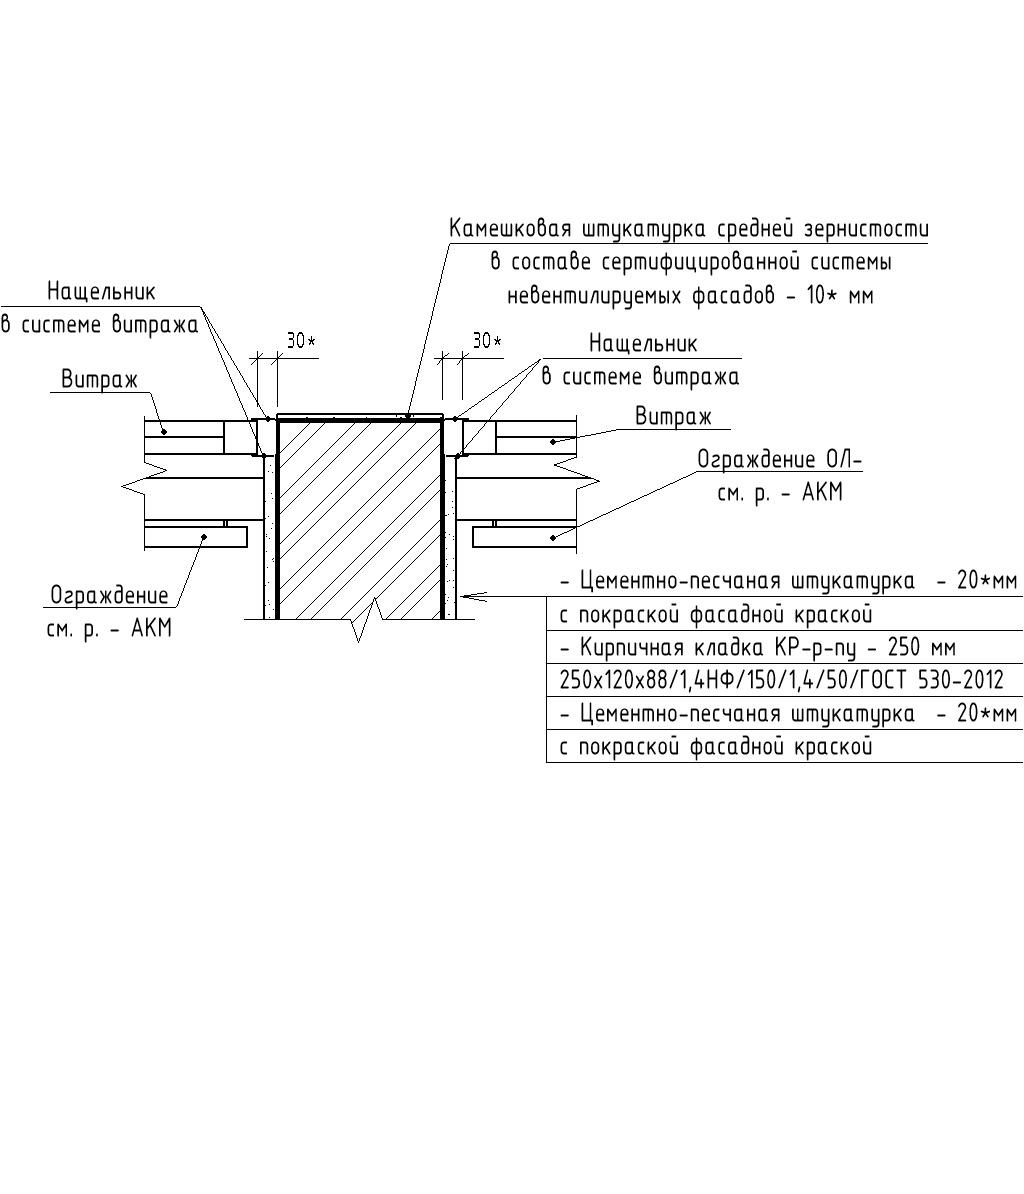 Камешковая штукатурка средней зернистости
в составе сертифицированной системы
невентилируемых фасадов - 10* мм
Нащельник
в системе витража
30*
30*
Нащельник
в системе витража
Витраж
Витраж
Ограждение ОЛ-
см. р. - АКМ
Ограждение
см. р. - АКМ
- Цементно-песчаная штукатурка - 20*мм
с покраской фасадной краской
- Кирпичная кладка КР-р-пу - 250 мм
250х120х88/1,4НФ/150/1,4/50/ГОСТ 530-2012
- Цементно-песчаная штукатурка - 20*мм
с покраской фасадной краской